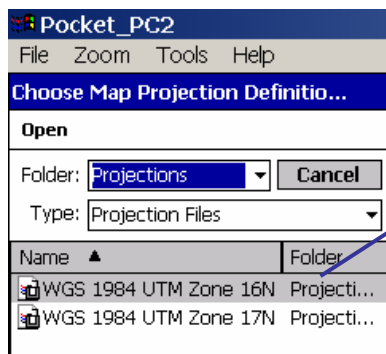 Pocket_PC2
File Zoom Tools Help
Choose Map Projection Definitio...
Open
Folder: Projections Cancel
Type: Projection Files
Name Folder
WGS 1984 UTM Zone 16N Projecti...
WGS 1984 UTM Zone 17N Projecti...